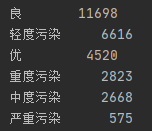 良 11698
轻度污染 6616
优 4520
重度污染 2823
中度污染 2668
严重污染 575